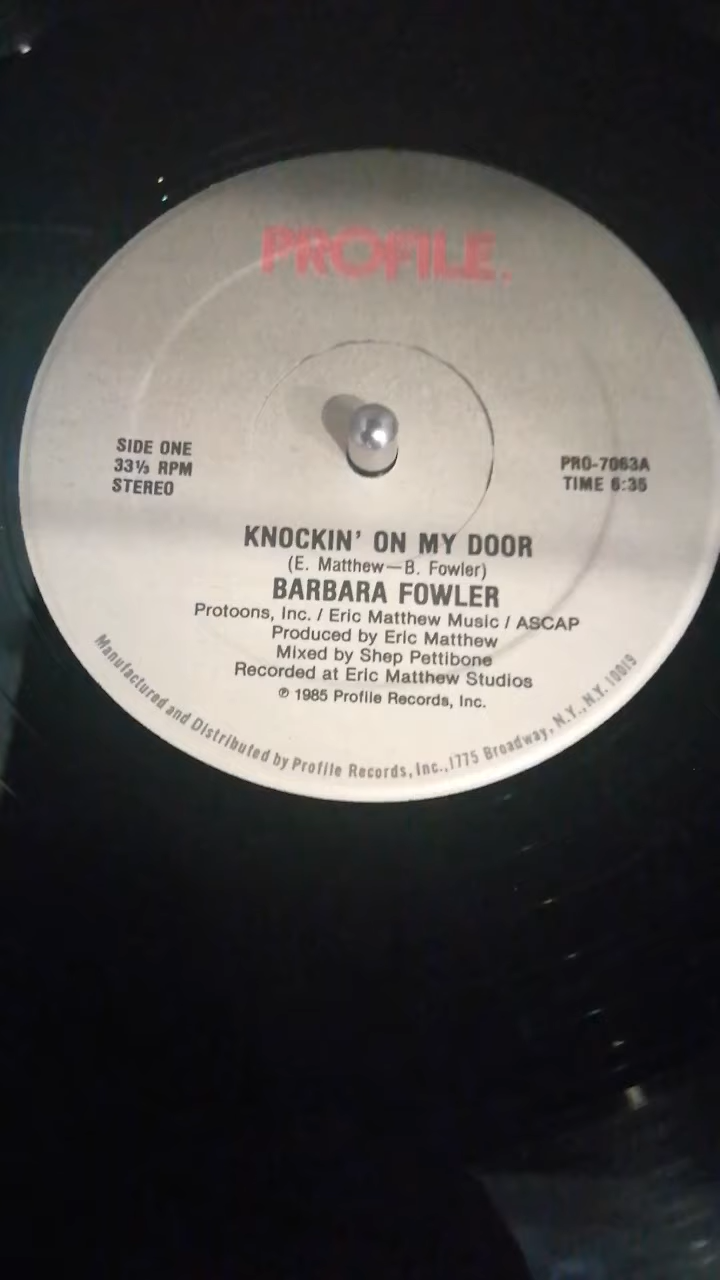 PROFILE.
SIDE ONE
33⅓ RPM
STEREO
PRO-7063A
TIME 6:35
KNOCKIN' ON MY DOOR
(E. Matthew—B. Fowler)
BARBARA FOWLER
Protoons, Inc. / Eric Matthew Music / ASCAP
Produced by Eric Matthew
Mixed by Shep Pettibone
Recorded at Eric Matthew Studios
℗ 1985 Profile Records, Inc.
Manufactured and Distributed by Profile Records, Inc.,1775 Broadway, N.Y., N.Y. 10019